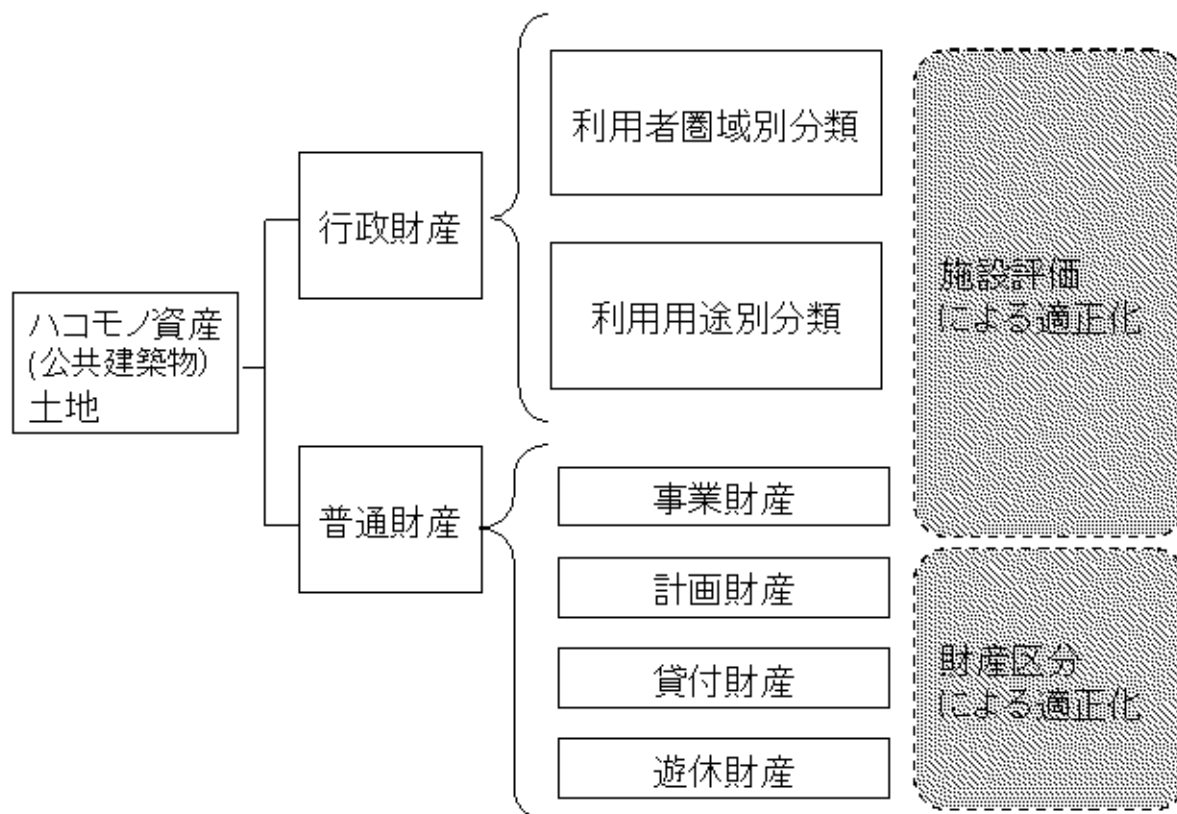 ハコモノ資産
(公共建築物)
土地
行政財産
普通財産
利用者圏域別分類
利用用途別分類
事業財産
計画財産
貸付財産
遊休財産
施設評価
による適正化
財産区分
による適正化